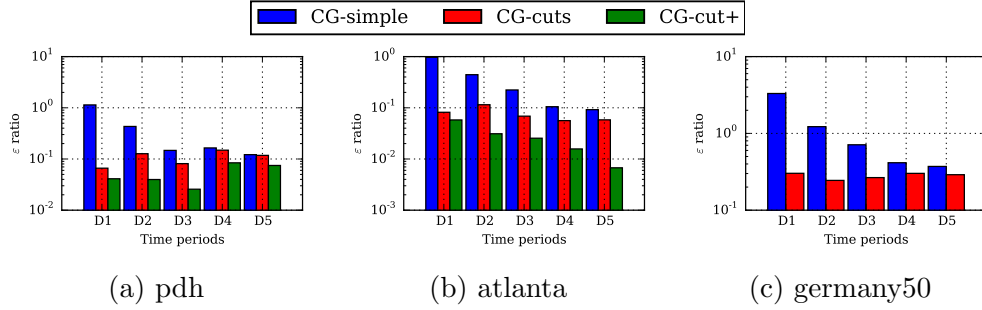 CG-simple CG-cuts CG-cut+
10^1
10^0
10^-1
10^-2
ε ratio
D1 D2 D3 D4 D5
Time periods
(a) pdh
10^0
10^-1
10^-2
10^-3
ε ratio
D1 D2 D3 D4 D5
Time periods
(b) atlanta
10^1
10^0
10^-1
ε ratio
D1 D2 D3 D4 D5
Time periods
(c) germany50